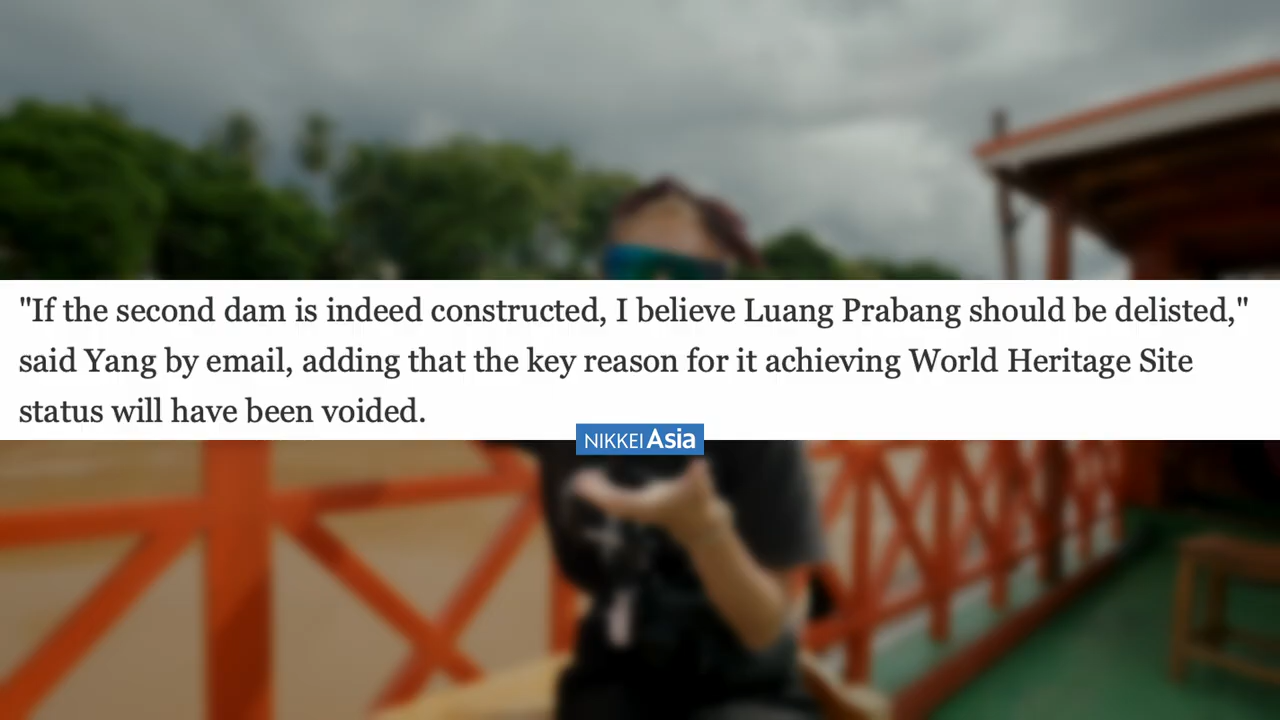 "If the second dam is indeed constructed, I believe Luang Prabang should be delisted,"
said Yang by email, adding that the key reason for it achieving World Heritage Site
status will have been voided.
NIKKEI Asia